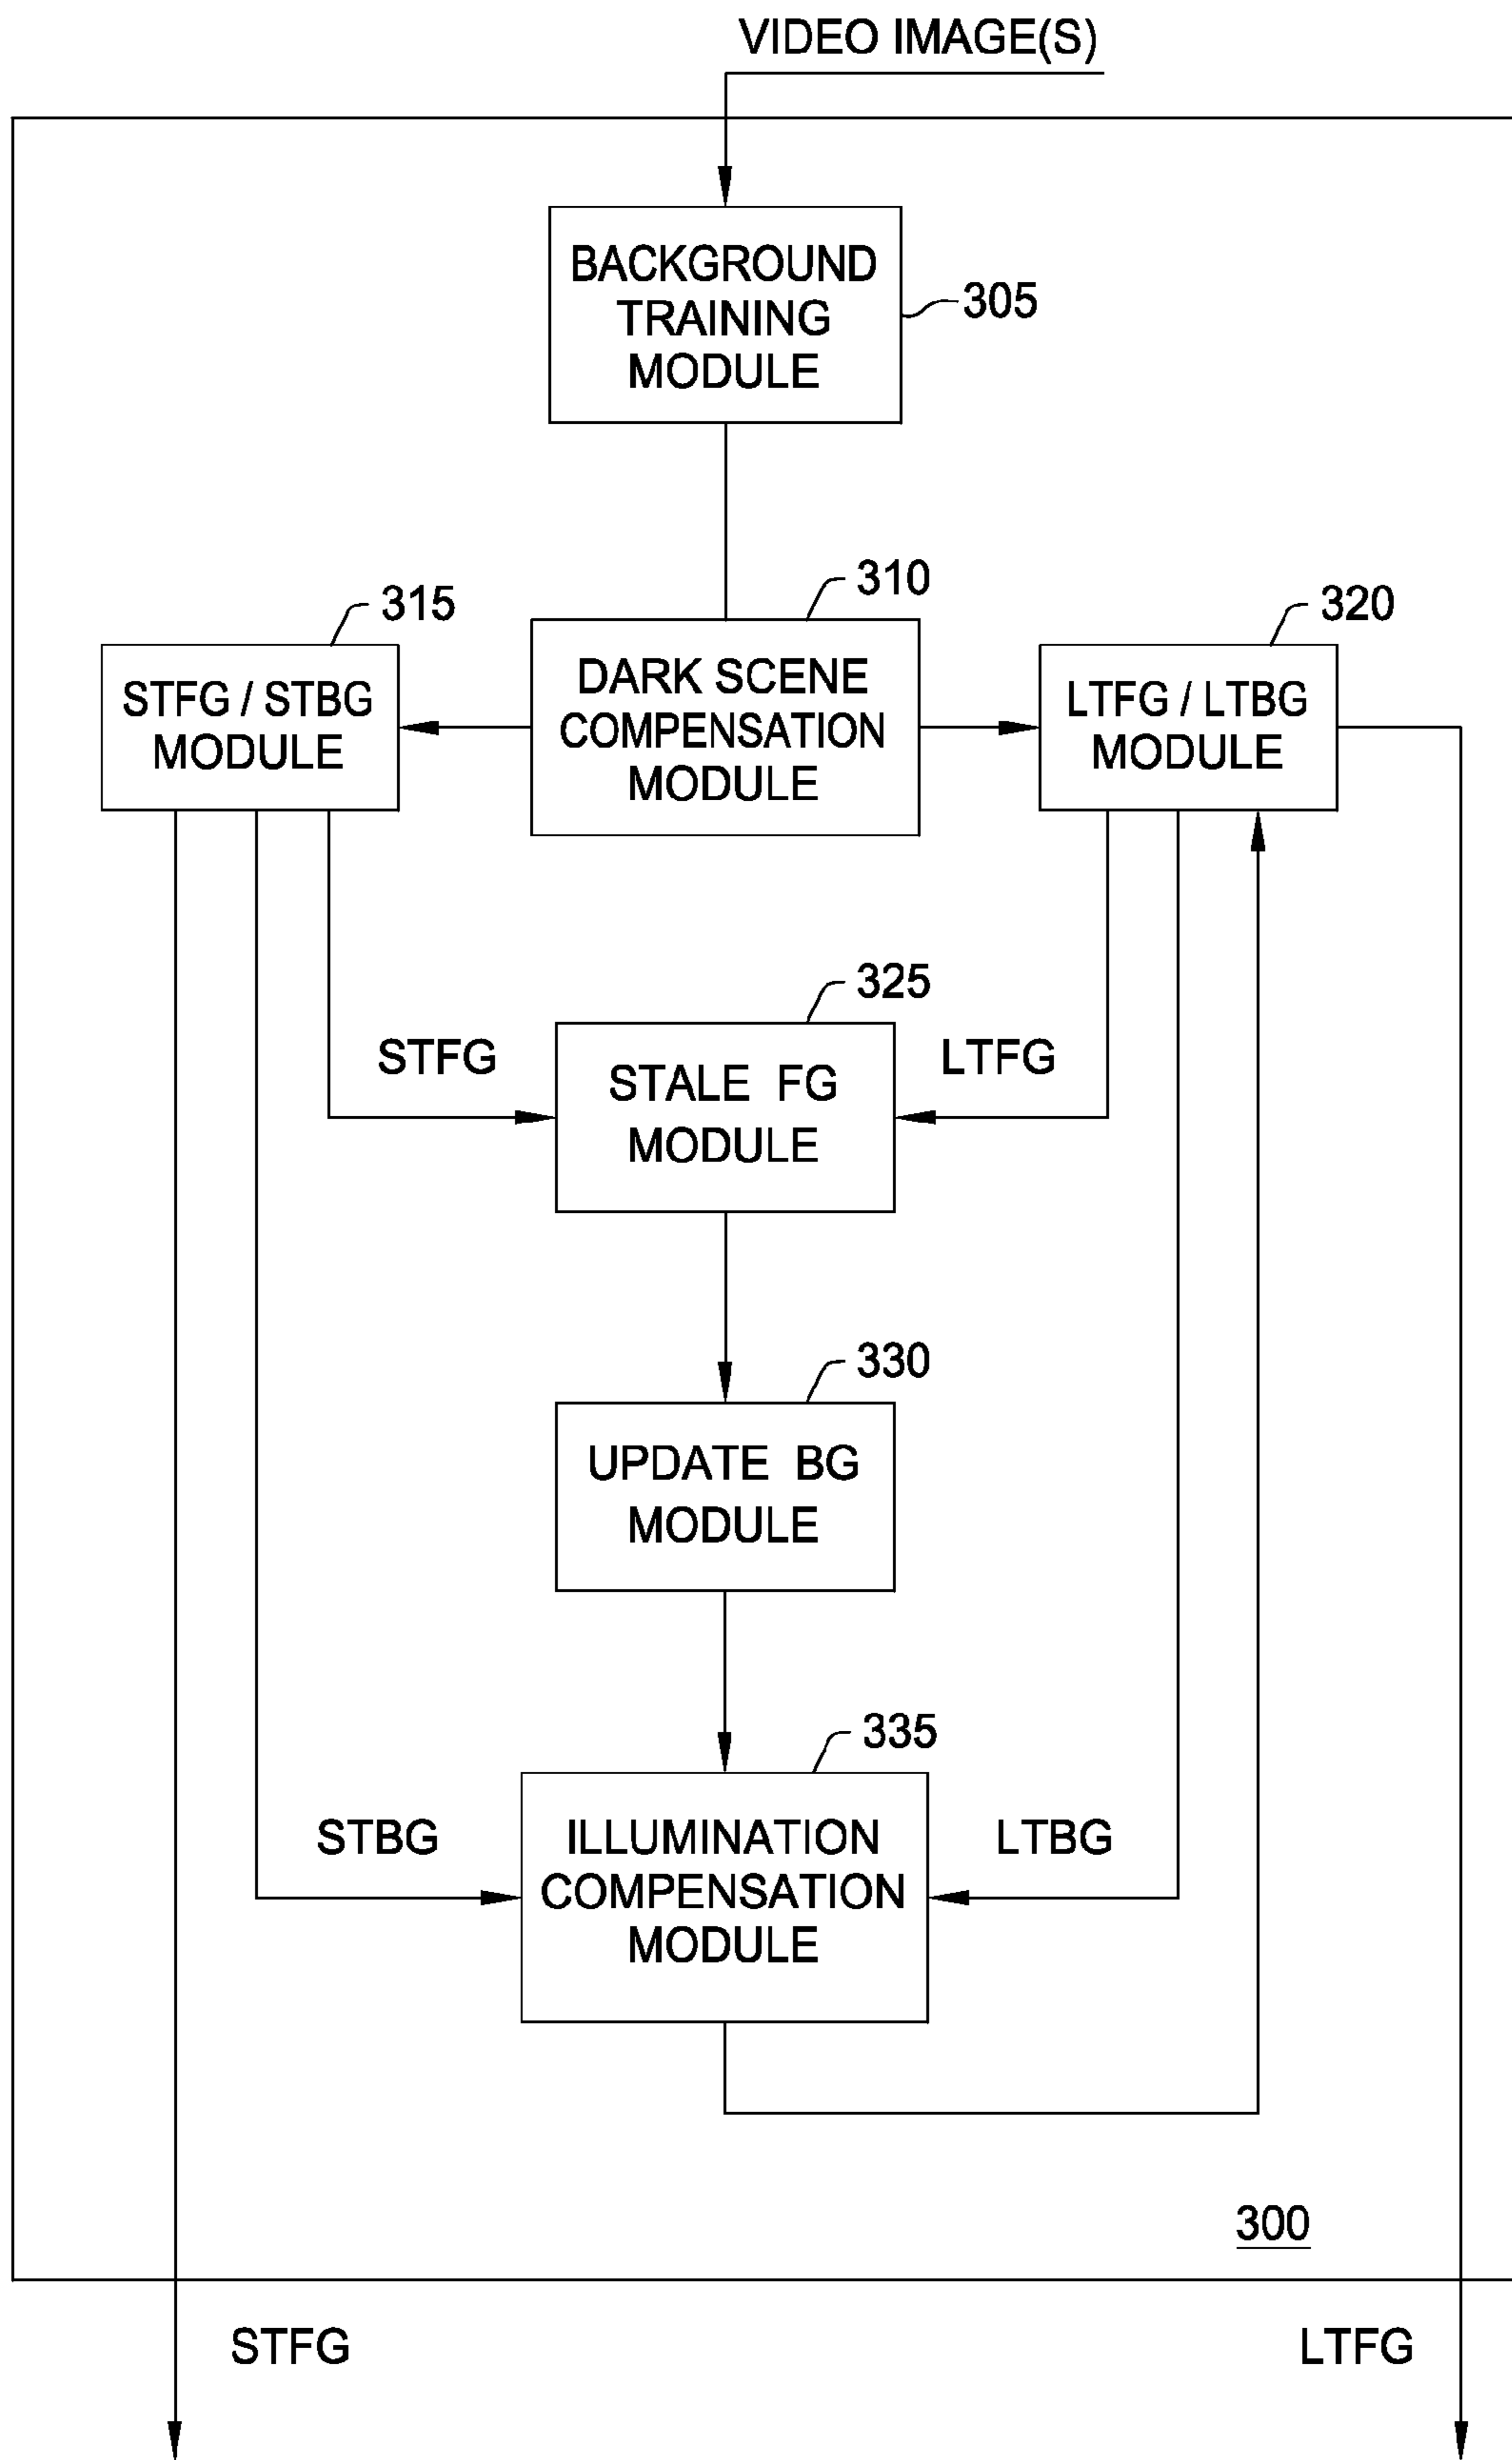 VIDEO IMAGE(S)
BACKGROUND
TRAINING
MODULE
305
310
315
320
STFG / STBG
MODULE
DARK SCENE
COMPENSATION
MODULE
LTFG / LTBG
MODULE
325
STFG
STALE FG
MODULE
LTFG
330
UPDATE BG
MODULE
335
STBG
ILLUMINATION
COMPENSATION
MODULE
LTBG
300
STFG
LTFG